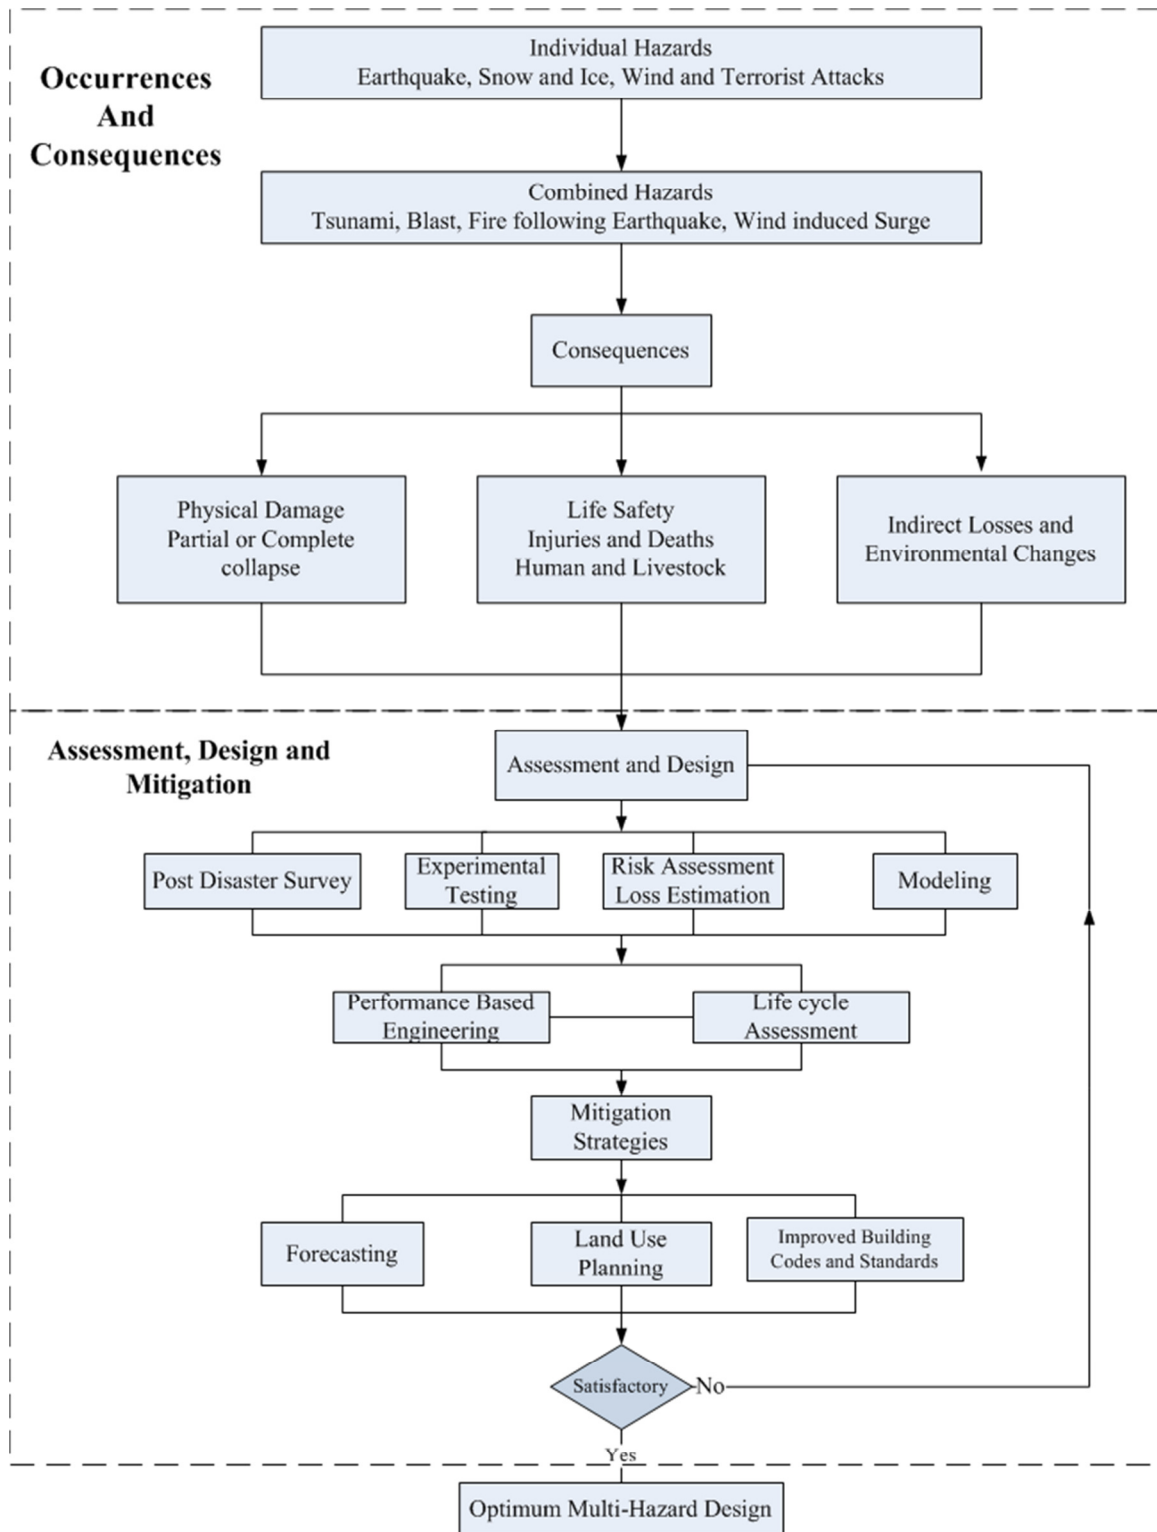 Occurrences
And
Consequences
Individual Hazards
Earthquake, Snow and Ice, Wind and Terrorist Attacks
Combined Hazards
Tsunami, Blast, Fire following Earthquake, Wind induced Surge
Consequences
Physical Damage
Partial or Complete
collapse
Life Safety
Injuries and Deaths
Human and Livestock
Indirect Losses and
Environmental Changes
Assessment, Design and
Mitigation
Assessment and Design
Post Disaster Survey
Experimental
Testing
Risk Assessment
Loss Estimation
Modeling
Performance Based
Engineering
Life cycle
Assessment
Mitigation
Strategies
Forecasting
Land Use
Planning
Improved Building
Codes and Standards
Satisfactory
No
Yes
Optimum Multi-Hazard Design